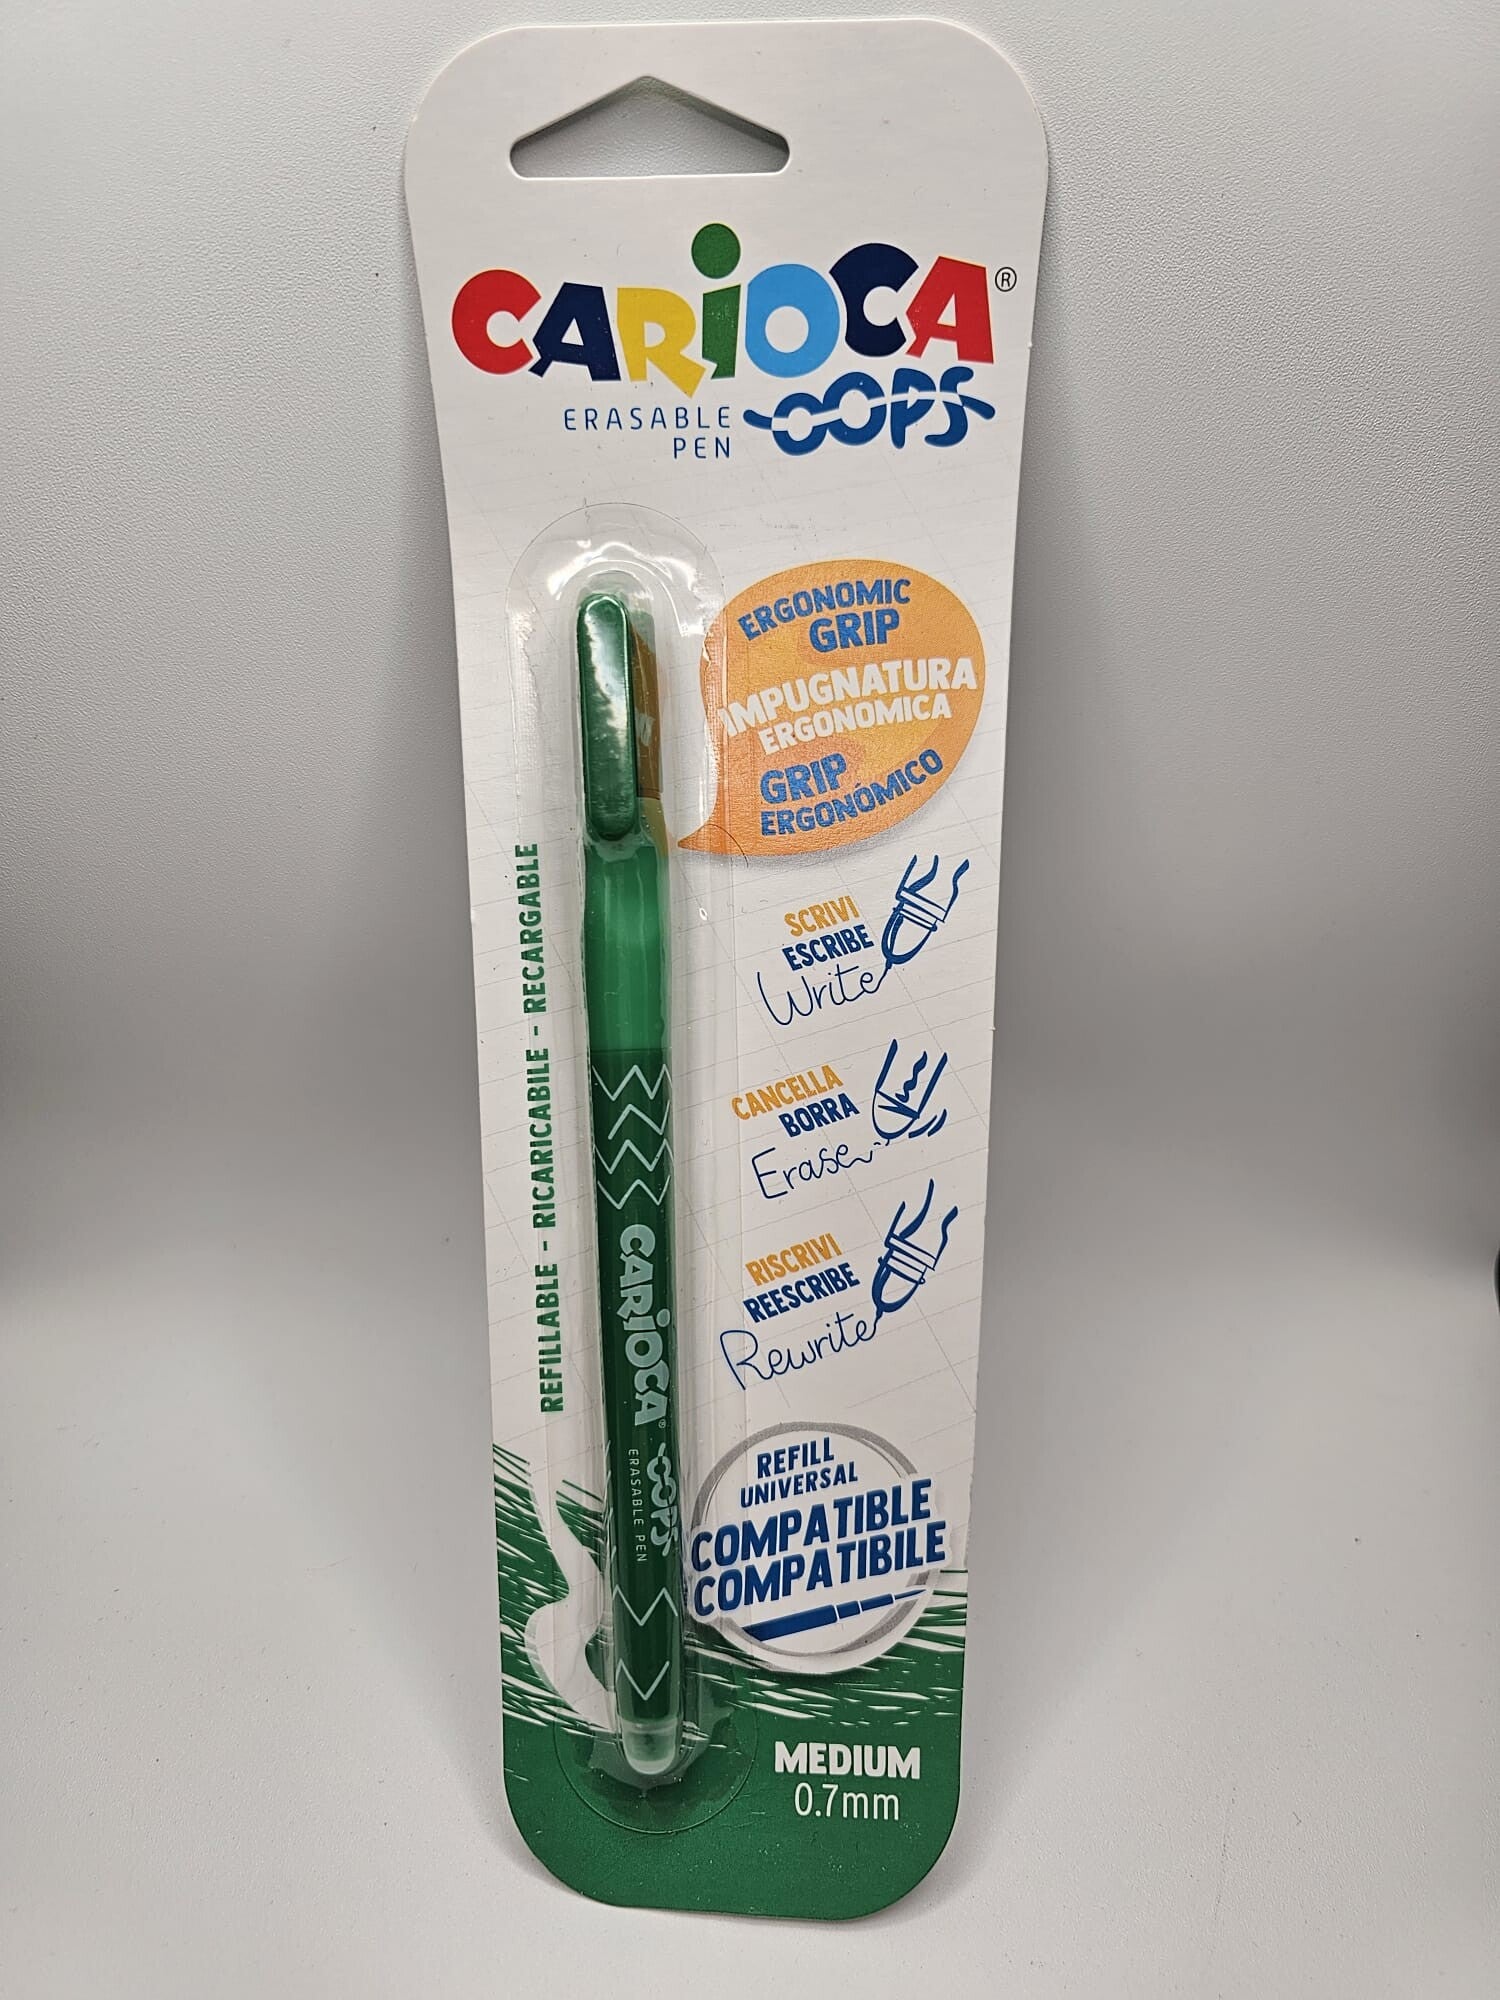 CARIOCA®
ERASABLE
PEN
OOPS
ERGONOMIC
GRIP
IMPUGNATURA
ERGONOMICA
GRIP
ERGONÓMICO
REFILLABLE - RICARICABILE - RECARGABLE
SCRIVI
ESCRIBE
Write
CANCELLA
BORRA
Erase
RISCRIVI
REESCRIBE
Rewrite
CARIOCA®
OOPS
ERASABLE PEN
REFILL
UNIVERSAL
COMPATIBLE
COMPATIBILE
MEDIUM
0.7mm